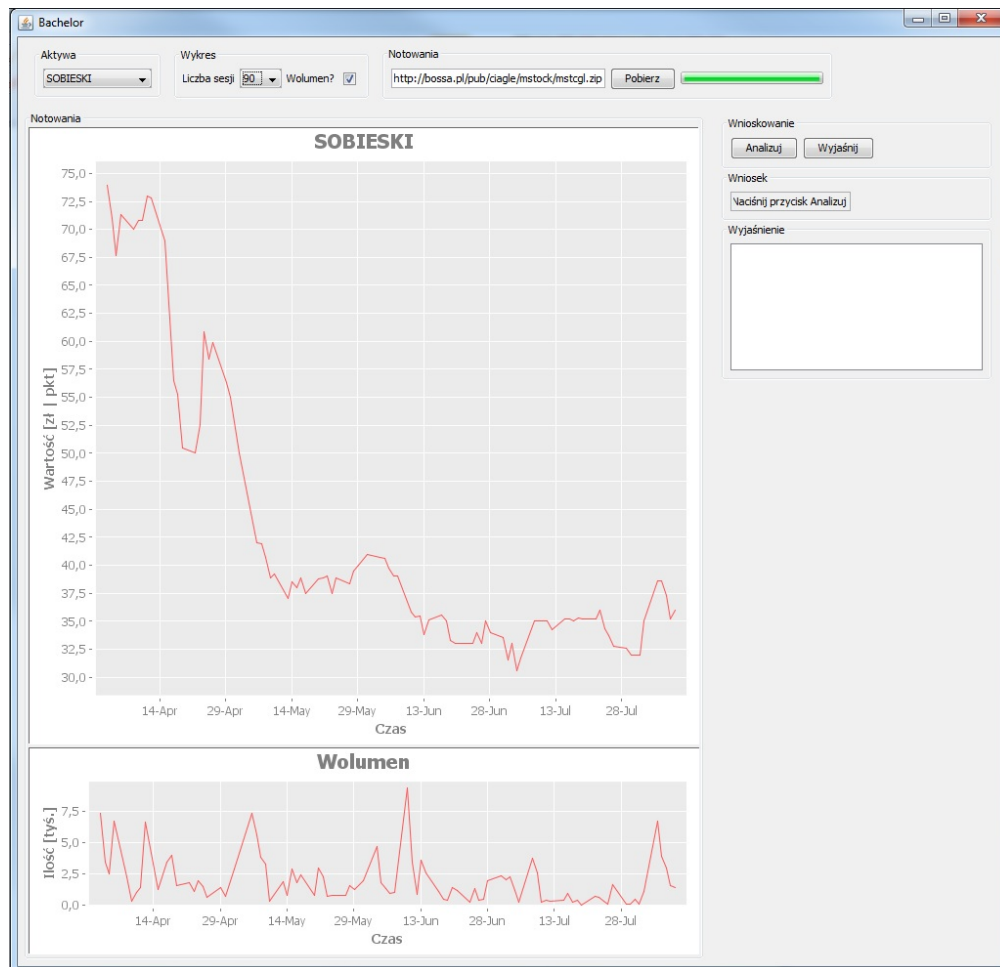 Bachelor
Aktywa
SOBIESKI
Wykres
Liczba sesji 90 Wolumen?
Notowania
http://bossa.pl/pub/ciagle/mstock/mstcgl.zip Pobierz
Notowania
SOBIESKI
Wartość [zł | pkt]
75,0
72,5
70,0
67,5
65,0
62,5
60,0
57,5
55,0
52,5
50,0
47,5
45,0
42,5
40,0
37,5
35,0
32,5
30,0
14-Apr 29-Apr 14-May 29-May 13-Jun 28-Jun 13-Jul 28-Jul
Czas
Wolumen
Ilość [tyś.]
7,5
5,0
2,5
0,0
14-Apr 29-Apr 14-May 29-May 13-Jun 28-Jun 13-Jul 28-Jul
Czas
Wnioskowanie
Analizuj Wyjaśnij
Wniosek
Naciśnij przycisk Analizuj
Wyjaśnienie